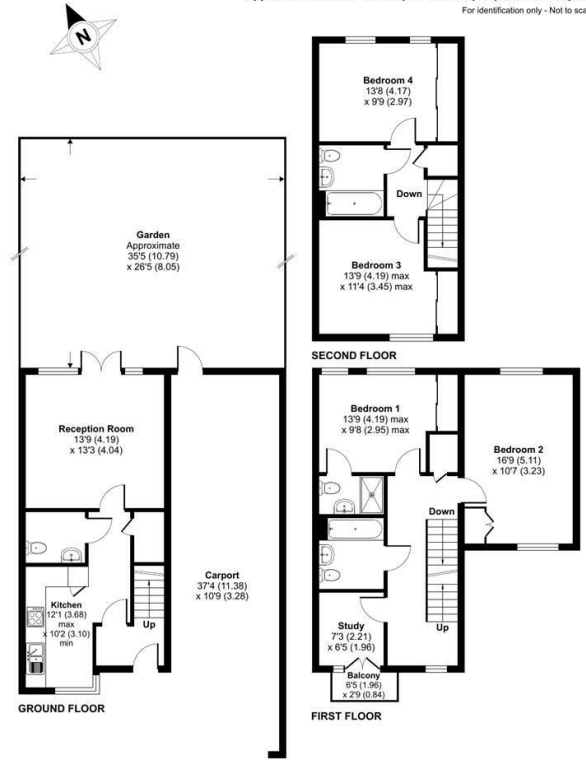 For identification only - Not to sca
N
Bedroom 4
13'8 (4.17)
x 9'9 (2.97)
Down
Bedroom 3
13'9 (4.19) max
x 11'4 (3.45) max
SECOND FLOOR
Garden
Approximate
35'5 (10.79)
x 26'5 (8.05)
Reception Room
13'9 (4.19)
x 13'3 (4.04)
Carport
37'4 (11.38)
x 10'9 (3.28)
Kitchen
12'1 (3.68)
max
x 10'2 (3.10)
min
Up
GROUND FLOOR
Bedroom 1
13'9 (4.19) max
x 9'8 (2.95) max
Bedroom 2
16'9 (5.11)
x 10'7 (3.23)
Down
Up
Study
7'3 (2.21)
x 6'5 (1.96)
Balcony
6'5 (1.96)
x 2'9 (0.84)
FIRST FLOOR